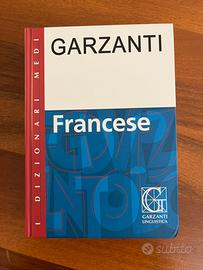 GARZANTI
I DIZIONARI MEDI
Francese
GARZANTI
LINGUISTICA
subito